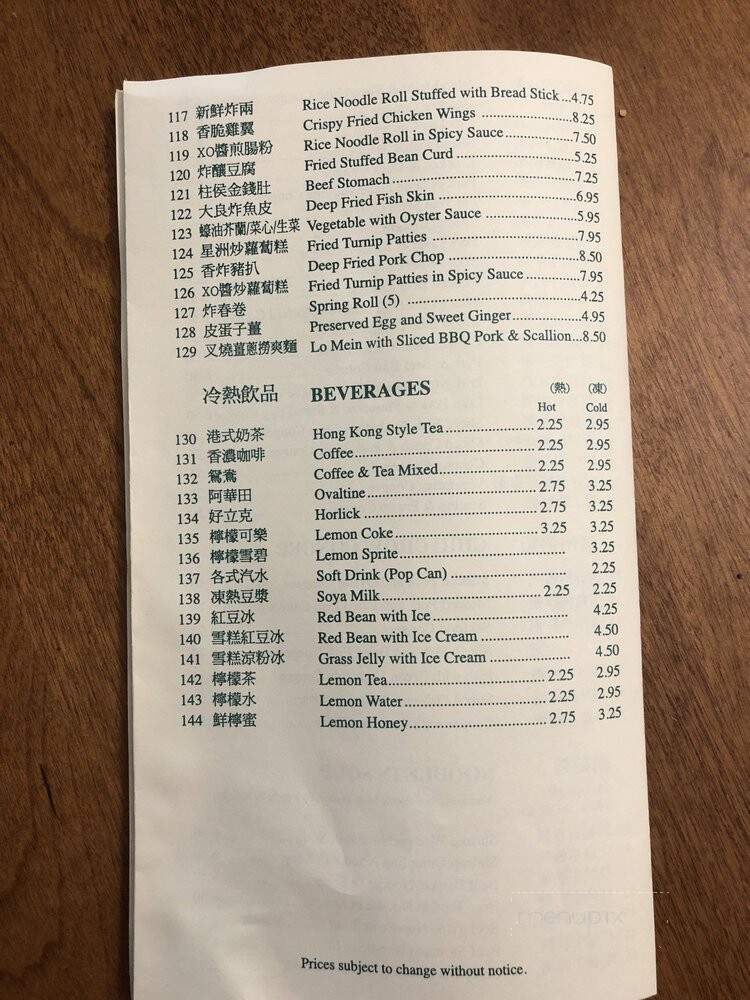 117 新鮮炸兩 Rice Noodle Roll Stuffed with Bread Stick...4.75
118 香脆雞翼 Crispy Fried Chicken Wings ........................8.25
119 XO醬煎腸粉 Rice Noodle Roll in Spicy Sauce..................7.50
120 炸釀豆腐 Fried Stuffed Bean Curd ...............................5.25
121 柱侯金錢肚 Beef Stomach.................................................7.25
122 大良炸魚皮 Deep Fried Fish Skin .....................................6.95
123 蠔油芥蘭/菜心/生菜 Vegetable with Oyster Sauce ........................5.95
124 星洲炒蘿蔔糕 Fried Turnip Patties .......................................7.95
125 香炸豬扒 Deep Fried Pork Chop ...................................8.50
126 XO醬炒蘿蔔糕 Fried Turnip Patties in Spicy Sauce...............7.95
127 炸春卷 Spring Roll (5) ..............................................4.25
128 皮蛋子薑 Preserved Egg and Sweet Ginger..................4.95
129 叉燒薑蔥撈爽麵 Lo Mein with Sliced BBQ Pork & Scallion...8.50
冷熱飲品 BEVERAGES (熱) (凍)
Hot Cold
130 港式奶茶 Hong Kong Style Tea........................2.25 2.95
131 香濃咖啡 Coffee.................................................2.25 2.95
132 鴛鴦 Coffee & Tea Mixed..........................2.25 2.95
133 阿華田 Ovaltine..............................................2.75 3.25
134 好立克 Horlick................................................2.75 3.25
135 檸檬可樂 Lemon Coke.......................................3.25 3.25
136 檸檬雪碧 Lemon Sprite............................................. 3.25
137 各式汽水 Soft Drink (Pop Can) ............................... 2.25
138 凍熱豆漿 Soya Milk...........................................2.25 2.25
139 紅豆冰 Red Bean with Ice.................................... 4.25
140 雪糕紅豆冰 Red Bean with Ice Cream ....................... 4.50
141 雪糕涼粉冰 Grass Jelly with Ice Cream ..................... 4.50
142 檸檬茶 Lemon Tea..........................................2.25 2.95
143 檸檬水 Lemon Water......................................2.25 2.95
144 鮮檸蜜 Lemon Honey.....................................2.75 3.25
Prices subject to change without notice.